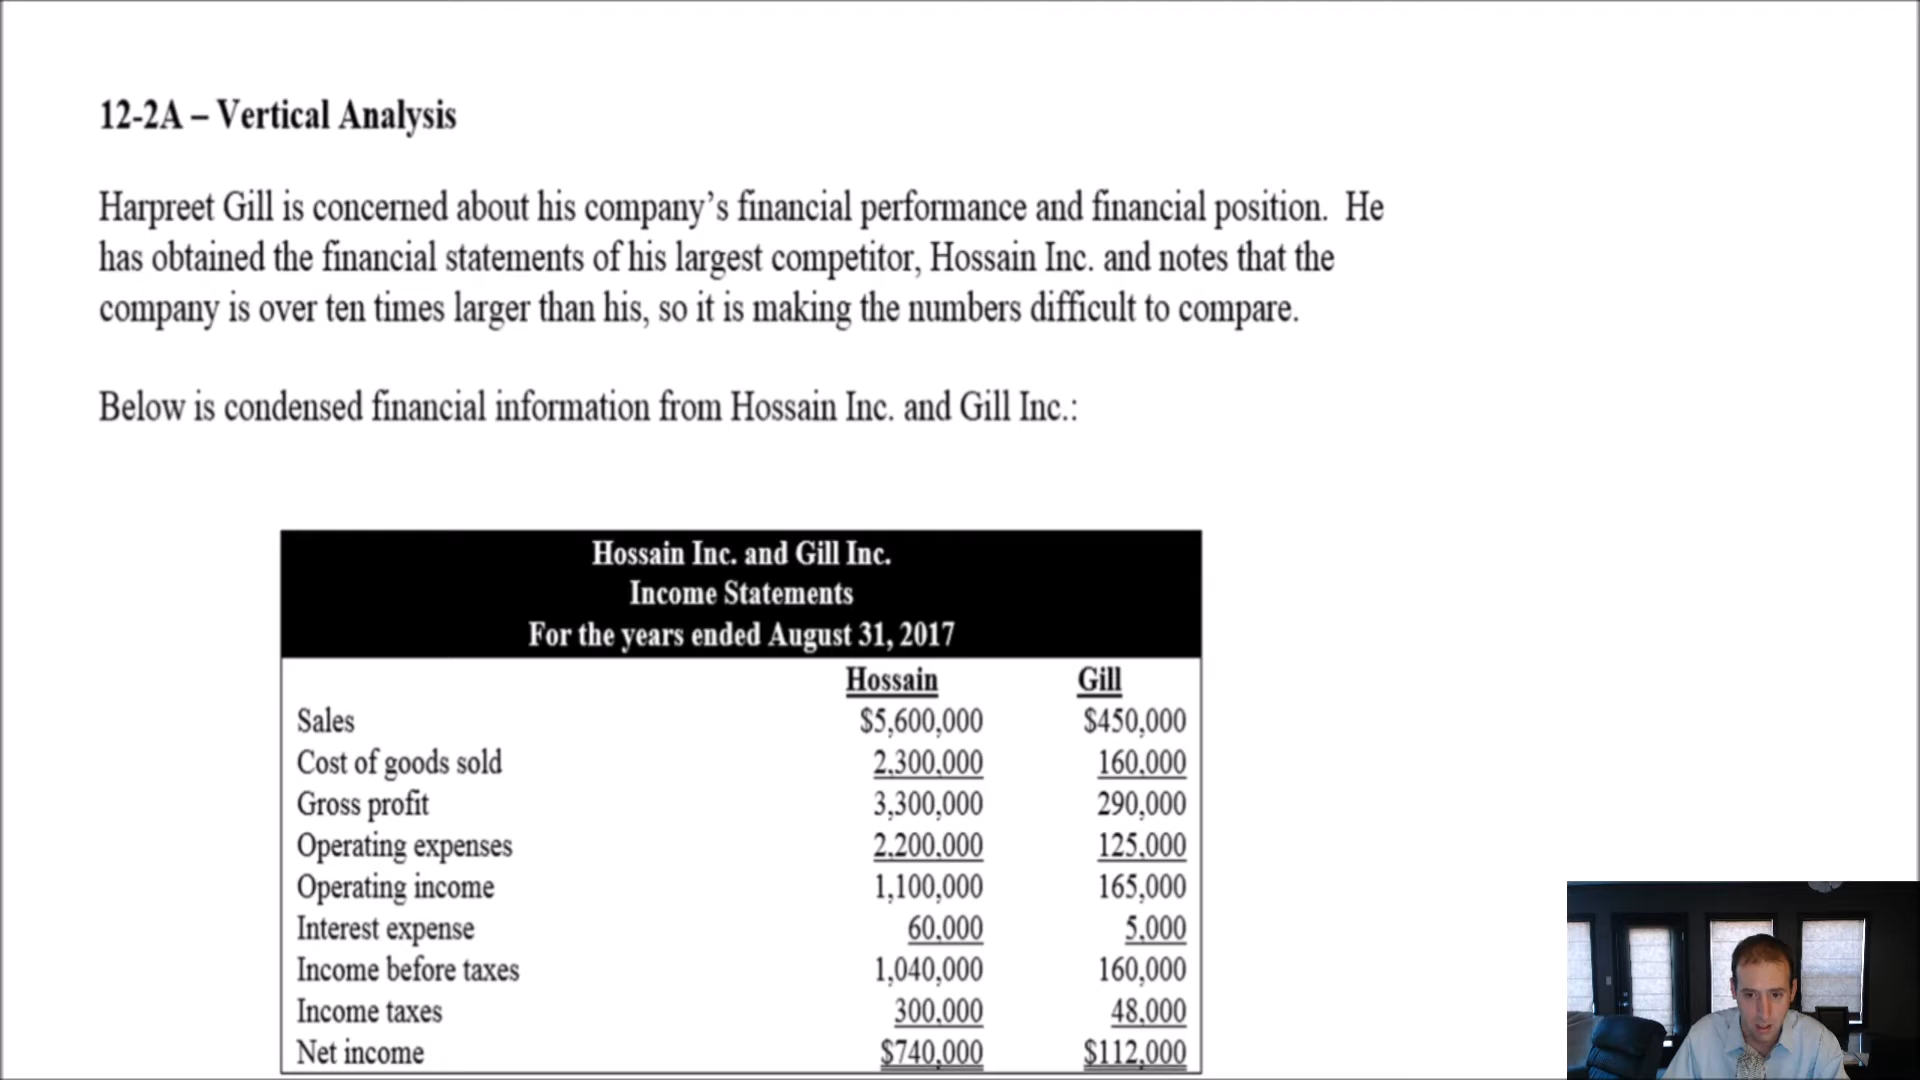 12-2A – Vertical Analysis
Harpreet Gill is concerned about his company’s financial performance and financial position.  He
has obtained the financial statements of his largest competitor, Hossain Inc. and notes that the
company is over ten times larger than his, so it is making the numbers difficult to compare.
Below is condensed financial information from Hossain Inc. and Gill Inc.:
Hossain Inc. and Gill Inc.
Income Statements
For the years ended August 31, 2017
Hossain Gill
Sales $5,600,000 $450,000
Cost of goods sold 2,300,000 160,000
Gross profit 3,300,000 290,000
Operating expenses 2,200,000 125,000
Operating income 1,100,000 165,000
Interest expense 60,000 5,000
Income before taxes 1,040,000 160,000
Income taxes 300,000 48,000
Net income $740,000 $112,000